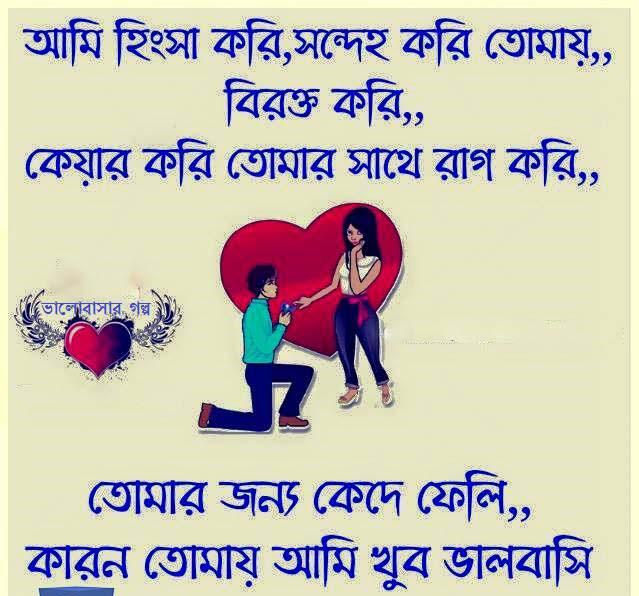 আমি হিংসা করি,সন্দেহ করি তোমায়,,
বিরক্ত করি,,
কেয়ার করি তোমার সাথে রাগ করি,,
ভালোবাসার গল্প
তোমার জন্য কেদে ফেলি,,
কারন তোমায় আমি খুব ভালবাসি